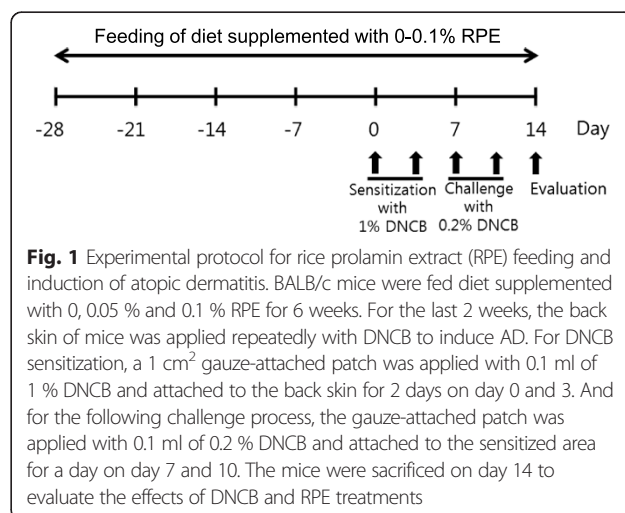 Feeding of diet supplemented with 0-0.1% RPE
-28 -21 -14 -7 0 7 14 Day
Sensitization Challenge Evaluation
with with
1% DNCB 0.2% DNCB
Fig. 1 Experimental protocol for rice prolamin extract (RPE) feeding and
induction of atopic dermatitis. BALB/c mice were fed diet supplemented
with 0, 0.05 % and 0.1 % RPE for 6 weeks. For the last 2 weeks, the back
skin of mice was applied repeatedly with DNCB to induce AD. For DNCB
sensitization, a 1 cm² gauze-attached patch was applied with 0.1 ml of
1 % DNCB and attached to the back skin for 2 days on day 0 and 3. And
for the following challenge process, the gauze-attached patch was
applied with 0.1 ml of 0.2 % DNCB and attached to the sensitized area
for a day on day 7 and 10. The mice were sacrificed on day 14 to
evaluate the effects of DNCB and RPE treatments